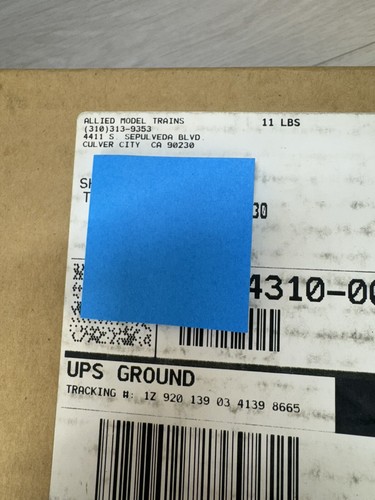 ALLIED MODEL TRAINS
(310)313-9353
4411 S SEPULVEDA BLVD
CULVER CITY CA 90230
11 LBS
30
4310-00
UPS GROUND
TRACKING #: 1Z 920 139 03 4139 8665